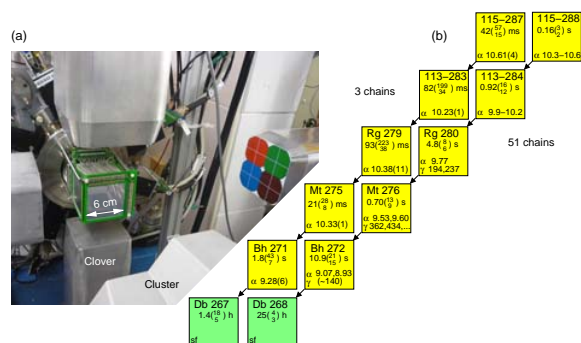 (a)
(b)
115−287
42(57/15) ms
α 10.61(4)
115−288
0.16(3/2) s
α 10.3−10.6
3 chains
113−283
82(199/34) ms
α 10.23(1)
113−284
0.92(16/12) s
α 9.9−10.2
Rg 279
93(223/38) ms
α 10.38(11)
Rg 280
4.8(8/6) s
α 9.77
γ 194,237
51 chains
6 cm
Mt 275
21(28/8) ms
α 10.33(1)
Mt 276
0.70(13/9) s
α 9.53,9.60
γ 362,434,...
Clover
Bh 271
1.8(43/7) s
α 9.28(6)
Bh 272
10.9(21/15) s
α 9.07,8.93
γ (~140)
Cluster
Db 267
1.4(18/5) h
sf
Db 268
25(4/3) h
sf